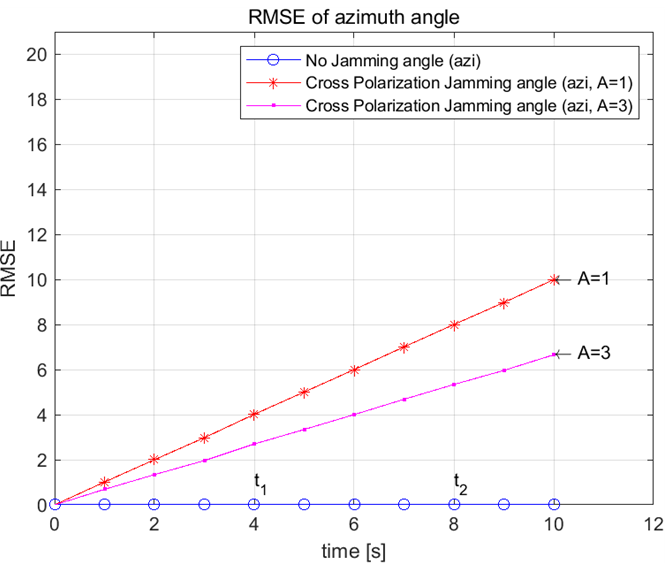 RMSE of azimuth angle
No Jamming angle (azi)
Cross Polarization Jamming angle (azi, A=1)
Cross Polarization Jamming angle (azi, A=3)
20
18
16
14
12
10
8
6
4
2
0
RMSE
A=1
A=3
t₁
t₂
0 2 4 6 8 10 12
time [s]